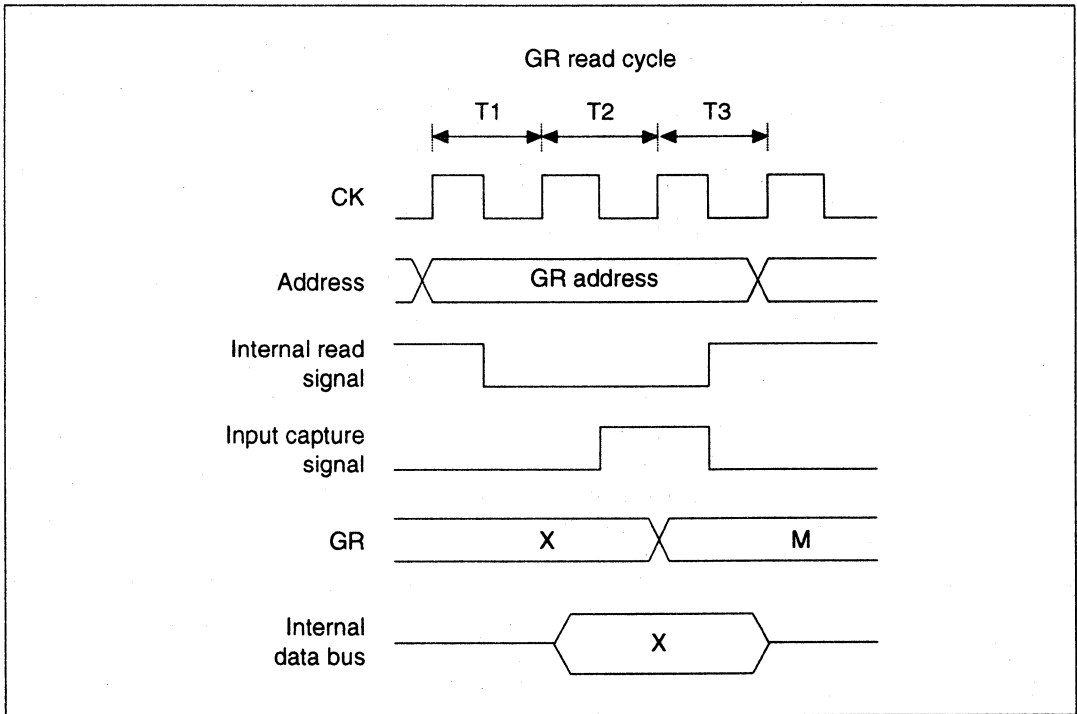 GR read cycle
T1 T2 T3
CK
Address
GR address
Internal read
signal
Input capture
signal
GR
X
M
Internal
data bus
X